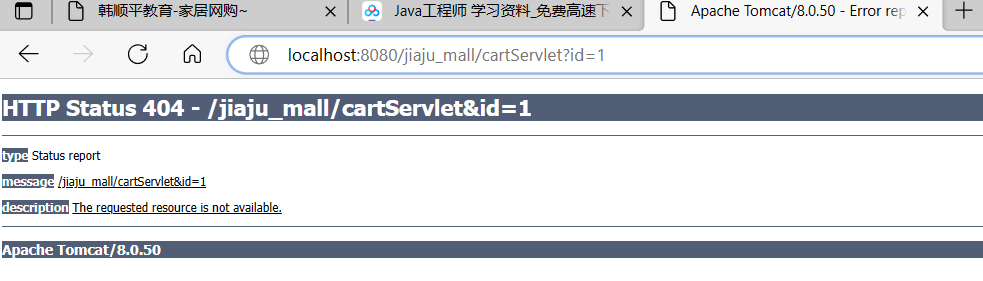 韩顺平教育-家居网购~ Java工程师 学习资料_免费高速下 Apache Tomcat/8.0.50 - Error rep
localhost:8080/jiaju_mall/cartServlet?id=1
HTTP Status 404 - /jiaju_mall/cartServlet&id=1
type Status report
message /jiaju_mall/cartServlet&id=1
description The requested resource is not available.
Apache Tomcat/8.0.50